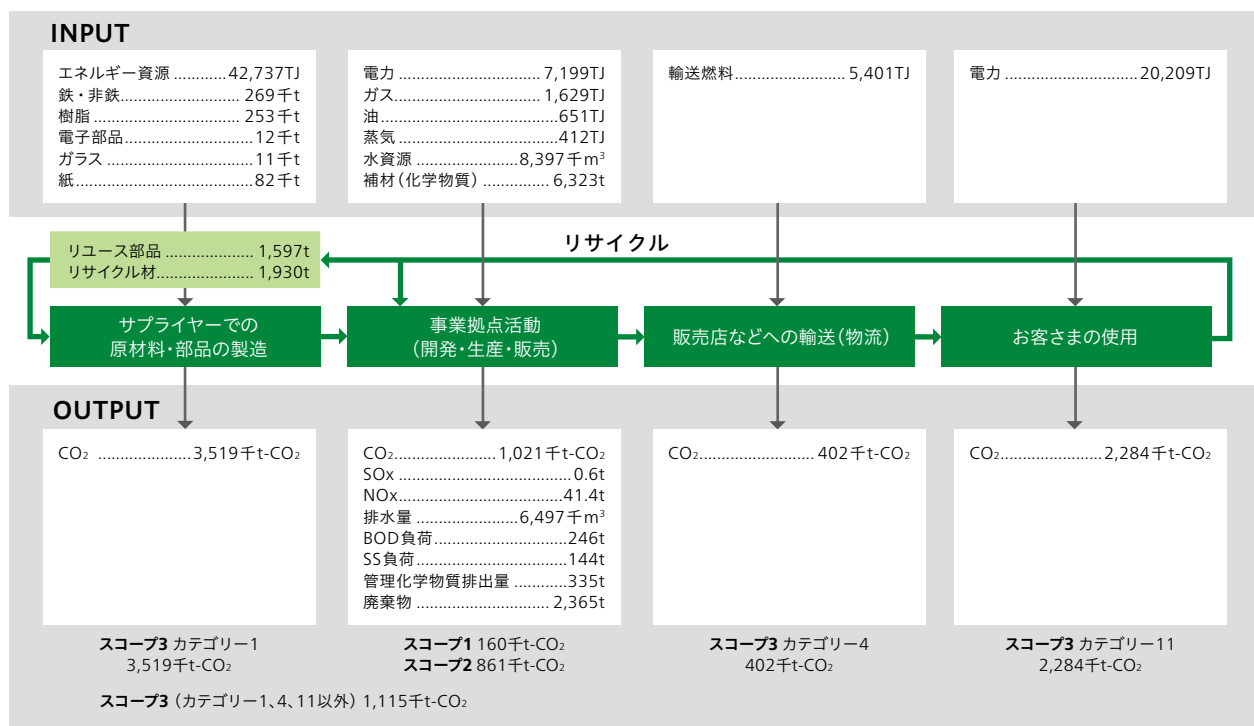 INPUT
エネルギー資源 ............42,737TJ
鉄・非鉄......................... 269千t
樹脂 ................................ 253千t
電子部品...........................12千t
ガラス .............................11千t
紙.....................................82千t
電力 .............................. 7,199TJ
ガス ............................... 1,629TJ
油.....................................651TJ
蒸気 .................................412TJ
水資源 ..................8,397千m³
補材(化学物質) ............... 6,323t
輸送燃料........................ 5,401TJ
電力 .............................20,209TJ
リユース部品 .................... 1,597t
リサイクル材...................... 1,930t
リサイクル
サプライヤーでの
原材料・部品の製造
事業拠点活動
(開発・生産・販売)
販売店などへの輸送(物流)
お客さまの使用
OUTPUT
CO₂ .....................3,519千t-CO₂
CO₂.......................1,021千t-CO₂
SOx ......................................0.6t
NOx.....................................41.4t
排水量 .......................6,497千m³
BOD負荷..............................246t
SS負荷..................................144t
管理化学物質排出量 ............335t
廃棄物 ............................... 2,365t
CO₂.......................... 402千t-CO₂
CO₂.......................2,284千t-CO₂
スコープ3 カテゴリー1
3,519千t-CO₂
スコープ1 160千t-CO₂
スコープ2 861千t-CO₂
スコープ3 カテゴリー4
402千t-CO₂
スコープ3 カテゴリー11
2,284千t-CO₂
スコープ3 (カテゴリー1、4、11以外) 1,115千t-CO₂